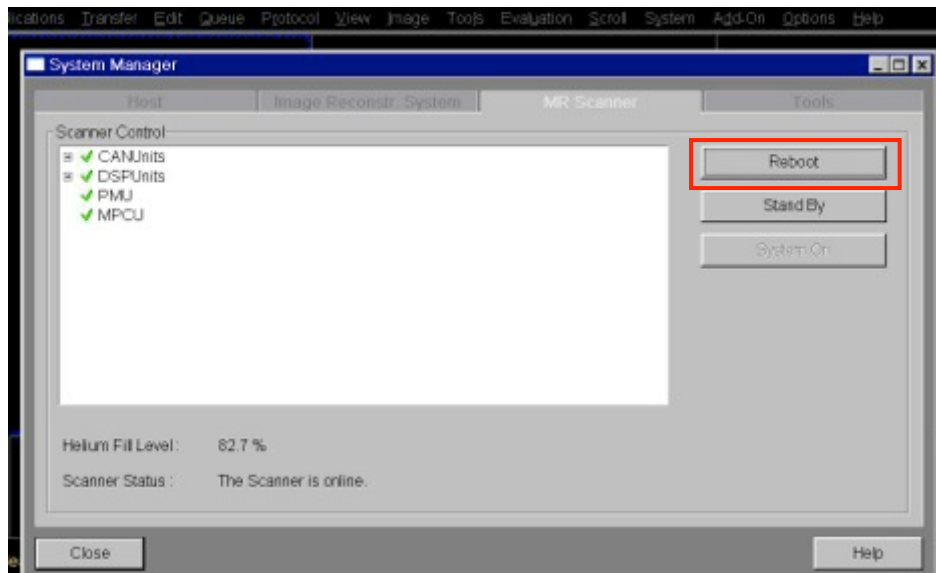 Transfer Edit Queue Protocol View Image Tools Evaluation Scroll System Add-On Options Help
System Manager
Host Image Reconstr. System MR Scanner Tools
Scanner Control
CANUnits
DSPUnits
PMU
MPCU
Reboot
Stand By
System On
Helium Fill Level : 82.7 %
Scanner Status : The Scanner is online.
Close Help